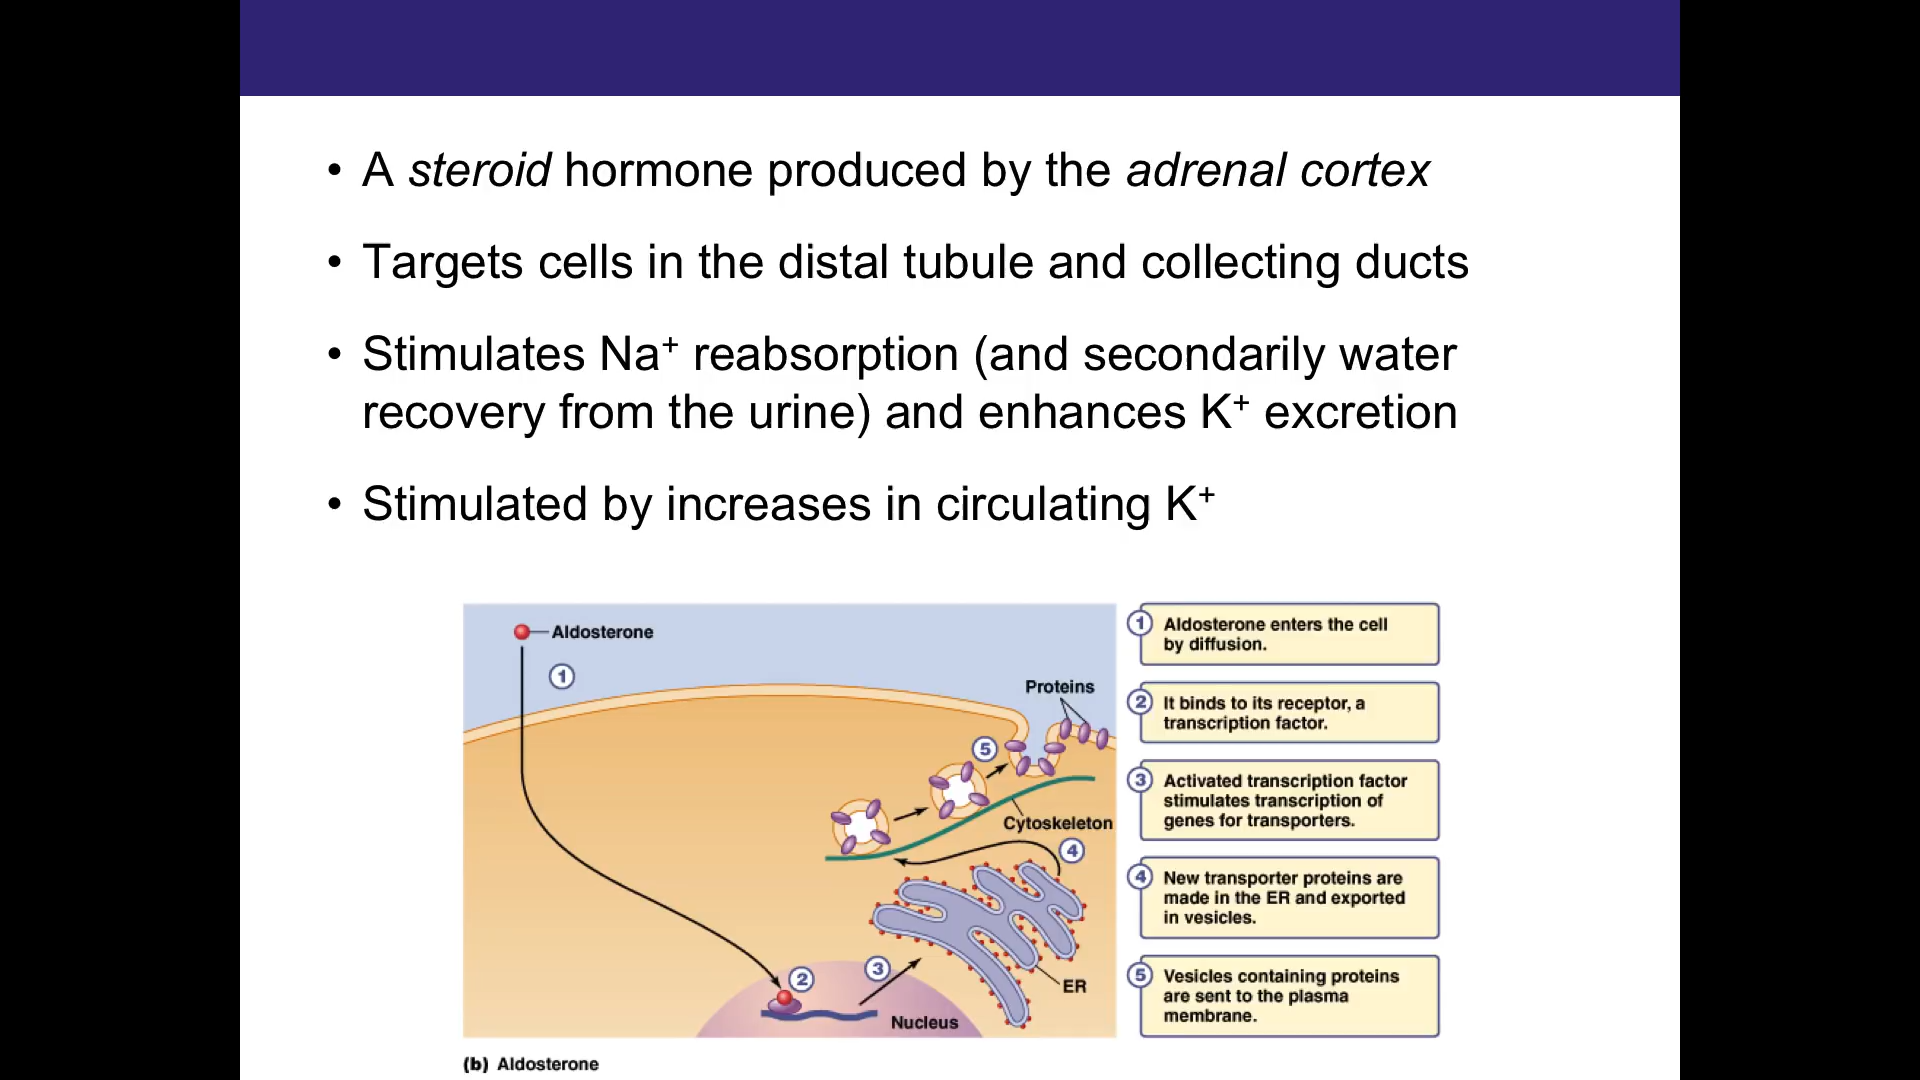 • A steroid hormone produced by the adrenal cortex
• Targets cells in the distal tubule and collecting ducts
• Stimulates Na⁺ reabsorption (and secondarily water
recovery from the urine) and enhances K⁺ excretion
• Stimulated by increases in circulating K⁺
Aldosterone
1
Proteins
5
Cytoskeleton
4
ER
3
2
Nucleus
(b) Aldosterone
1 Aldosterone enters the cell
by diffusion.
2 It binds to its receptor, a
transcription factor.
3 Activated transcription factor
stimulates transcription of
genes for transporters.
4 New transporter proteins are
made in the ER and exported
in vesicles.
5 Vesicles containing proteins
are sent to the plasma
membrane.